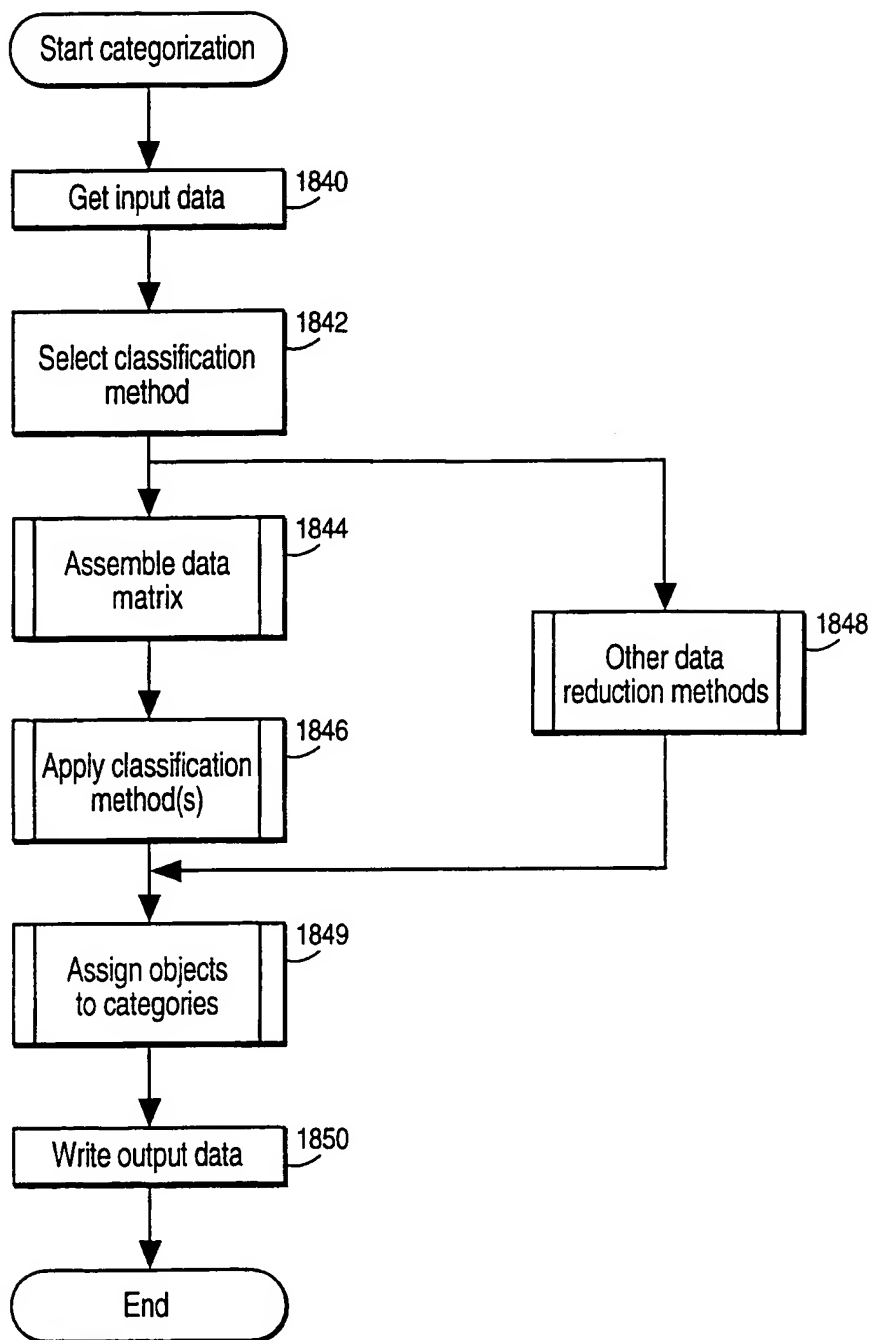 Start categorization
Get input data
1840
Select classification
method
1842
Assemble data
matrix
1844
Other data
reduction methods
1848
Apply classification
method(s)
1846
Assign objects
to categories
1849
Write output data
1850
End